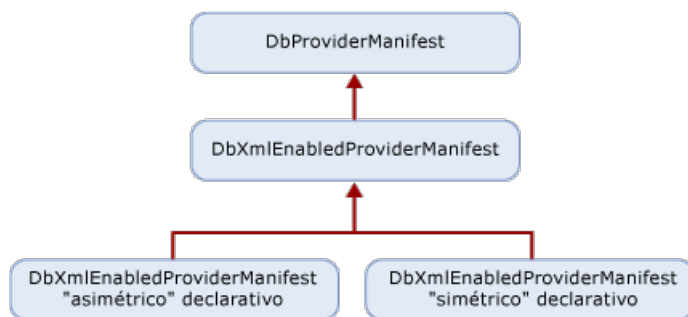 DbProviderManifest
DbXmlEnabledProviderManifest
DbXmlEnabledProviderManifest
"asimétrico" declarativo
DbXmlEnabledProviderManifest
"simétrico" declarativo